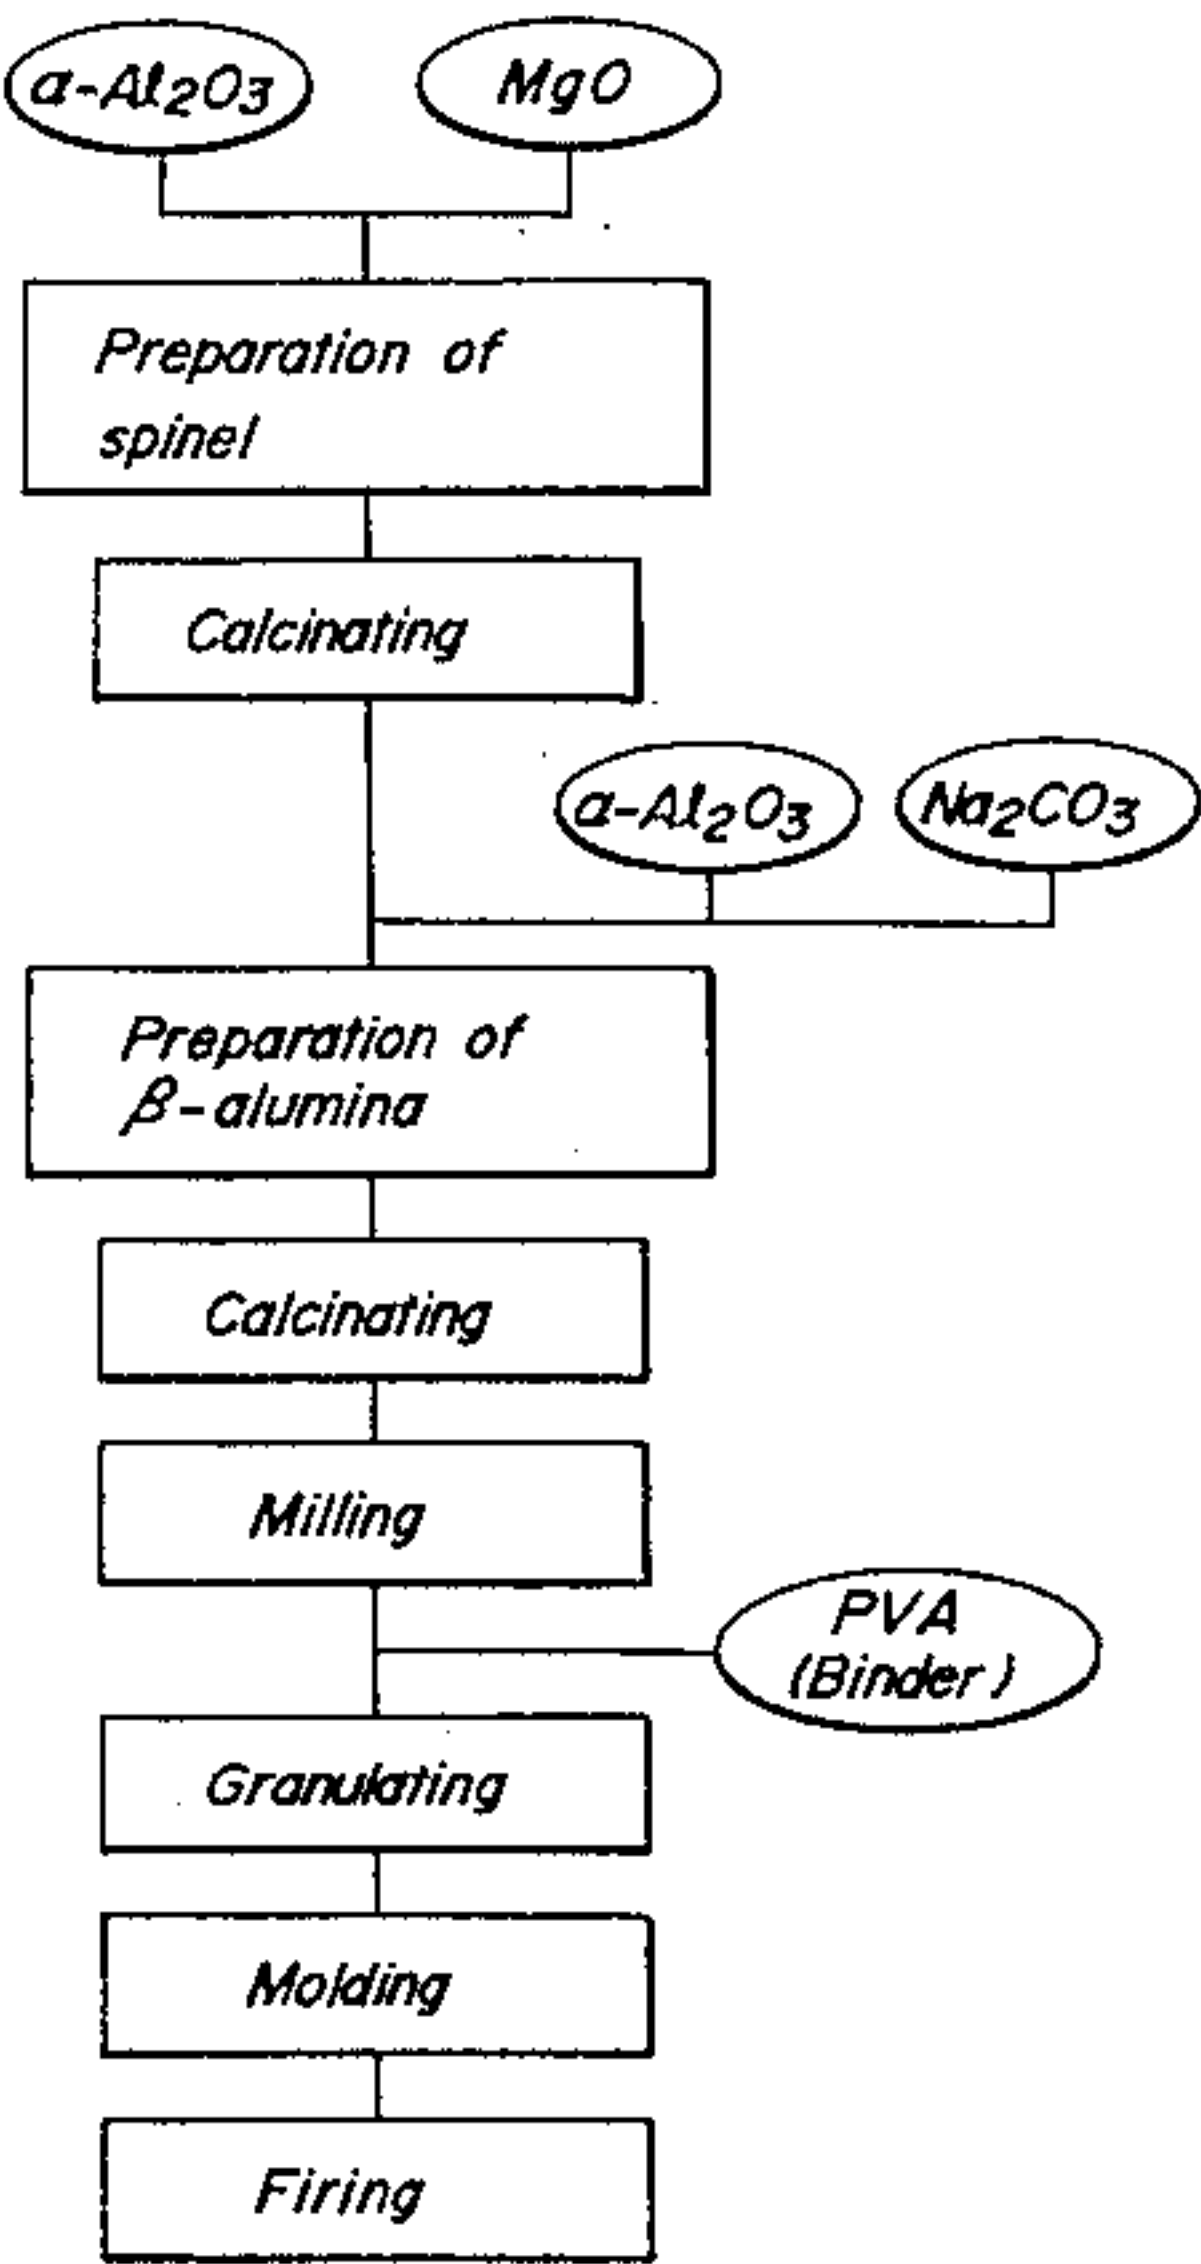 α-Al₂O₃
MgO
Preparation of
spinel
Calcinating
α-Al₂O₃
Na₂CO₃
Preparation of
β-alumina
Calcinating
Milling
PVA
(Binder)
Granulating
Molding
Firing